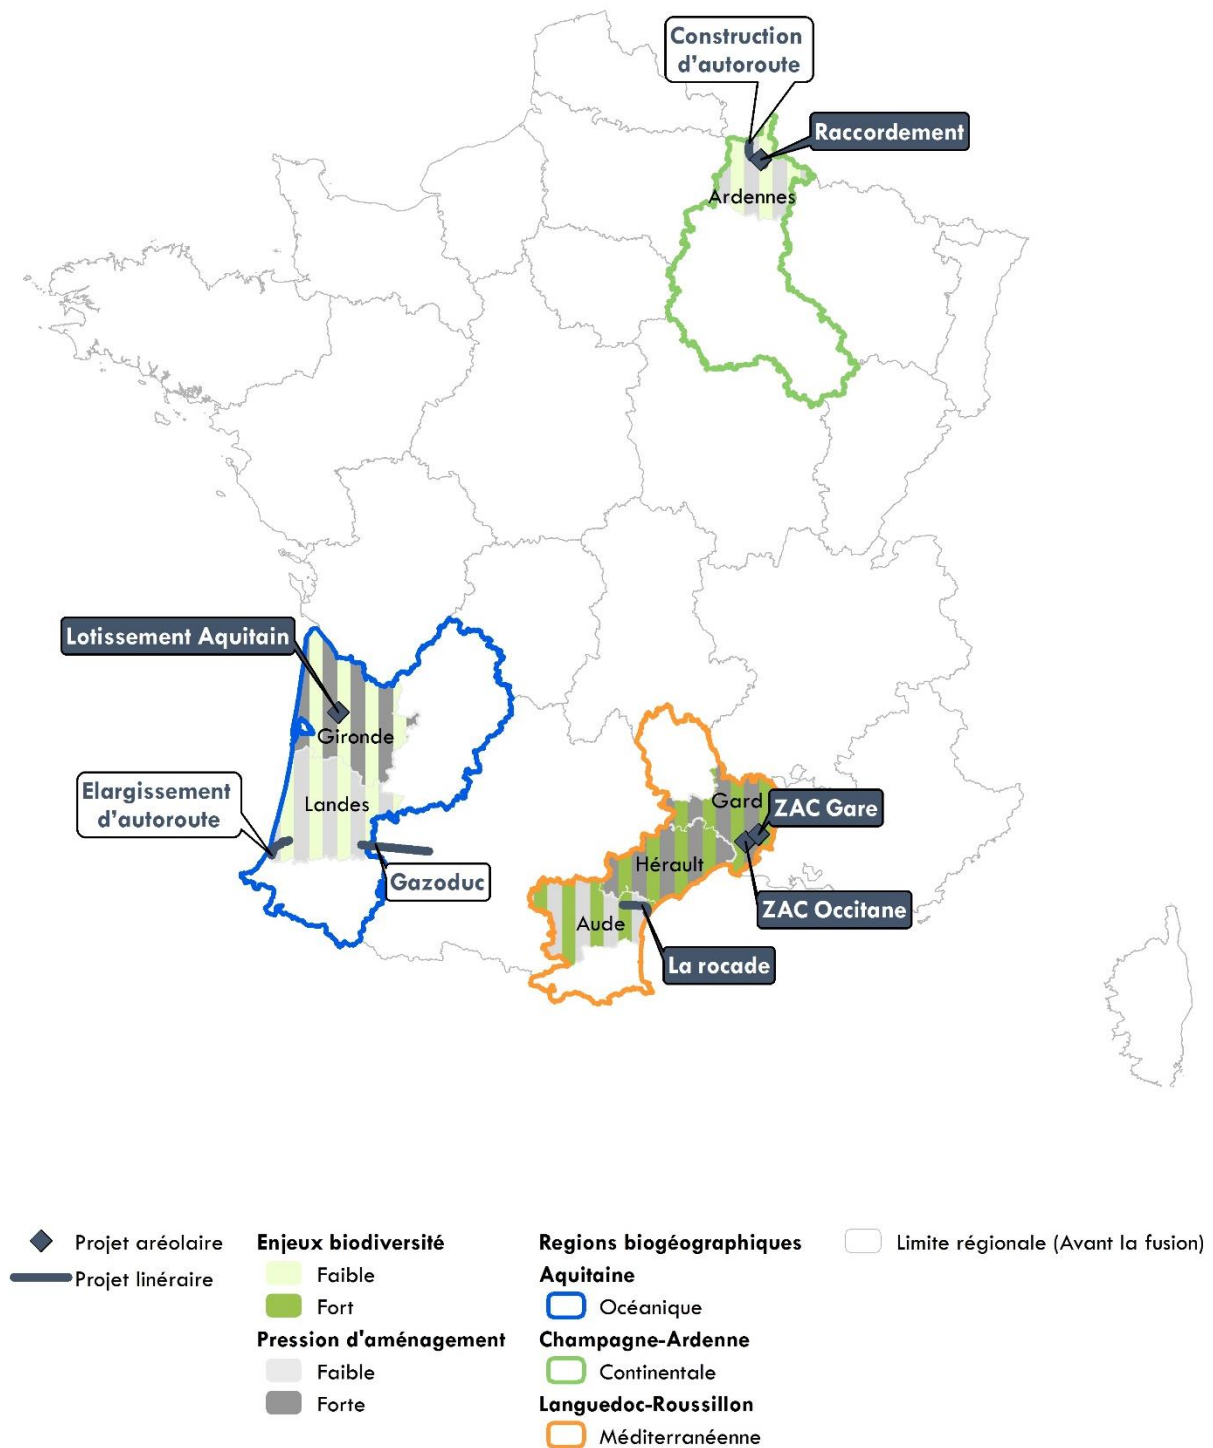 Construction
d'autoroute
Raccordement
Ardennes
Lotissement Aquitain
Gironde
Landes
Elargissement
d'autoroute
Gazoduc
Gard
ZAC Gare
Hérault
ZAC Occitane
Aude
La rocade
Projet aréolaire
Projet linéraire
Enjeux biodiversité
Faible
Fort
Pression d'aménagement
Faible
Forte
Regions biogéographiques
Aquitaine
Océanique
Champagne-Ardenne
Continentale
Languedoc-Roussillon
Méditerranéenne
Limite régionale (Avant la fusion)